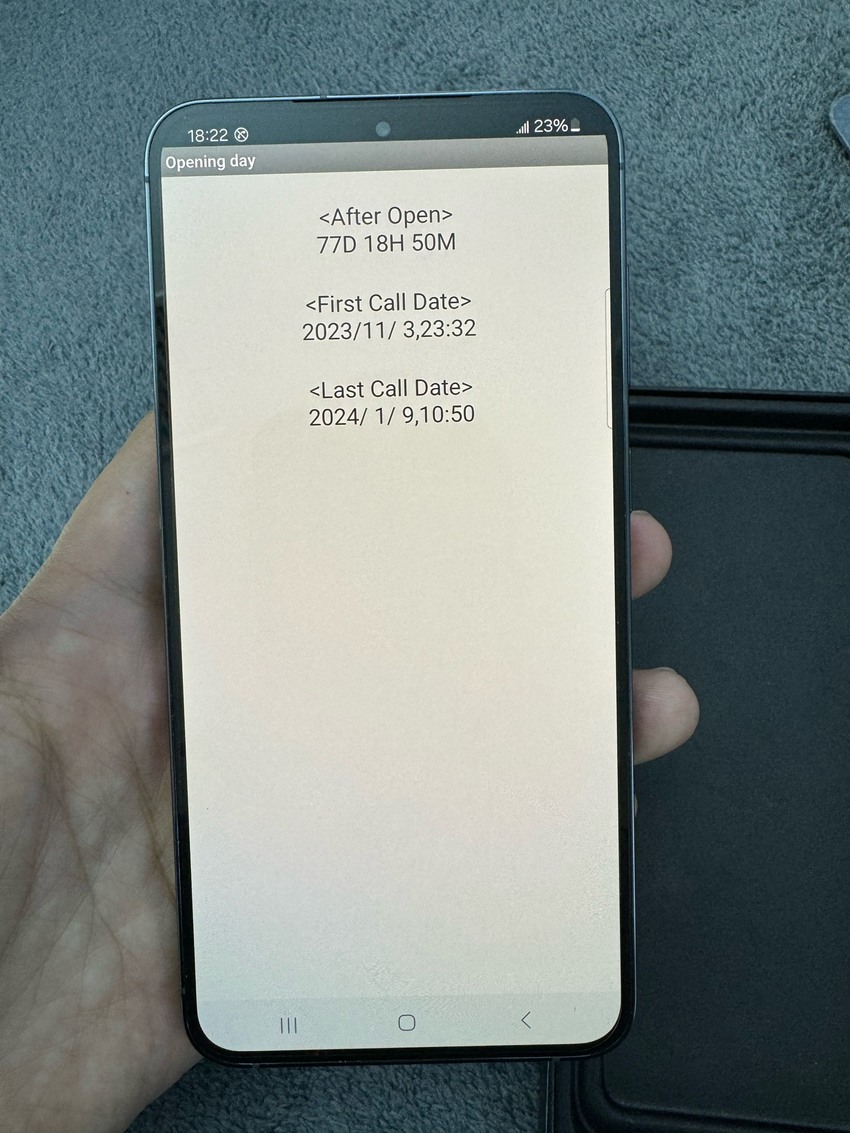 18:22
23%
Opening day
<After Open>
77D 18H 50M
<First Call Date>
2023/11/ 3,23:32
<Last Call Date>
2024/ 1/ 9,10:50